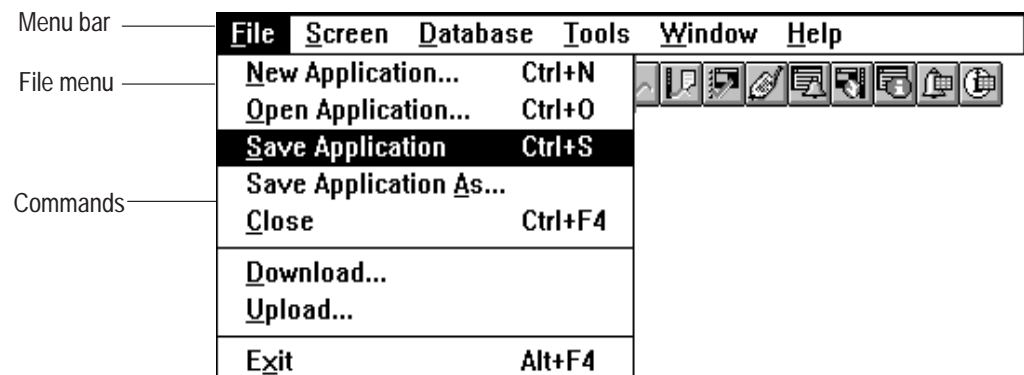 Menu bar
File Screen Database Tools Window Help
File menu
New Application... Ctrl+N
Open Application... Ctrl+O
Save Application Ctrl+S
Save Application As...
Commands
Close Ctrl+F4
Download...
Upload...
Exit Alt+F4